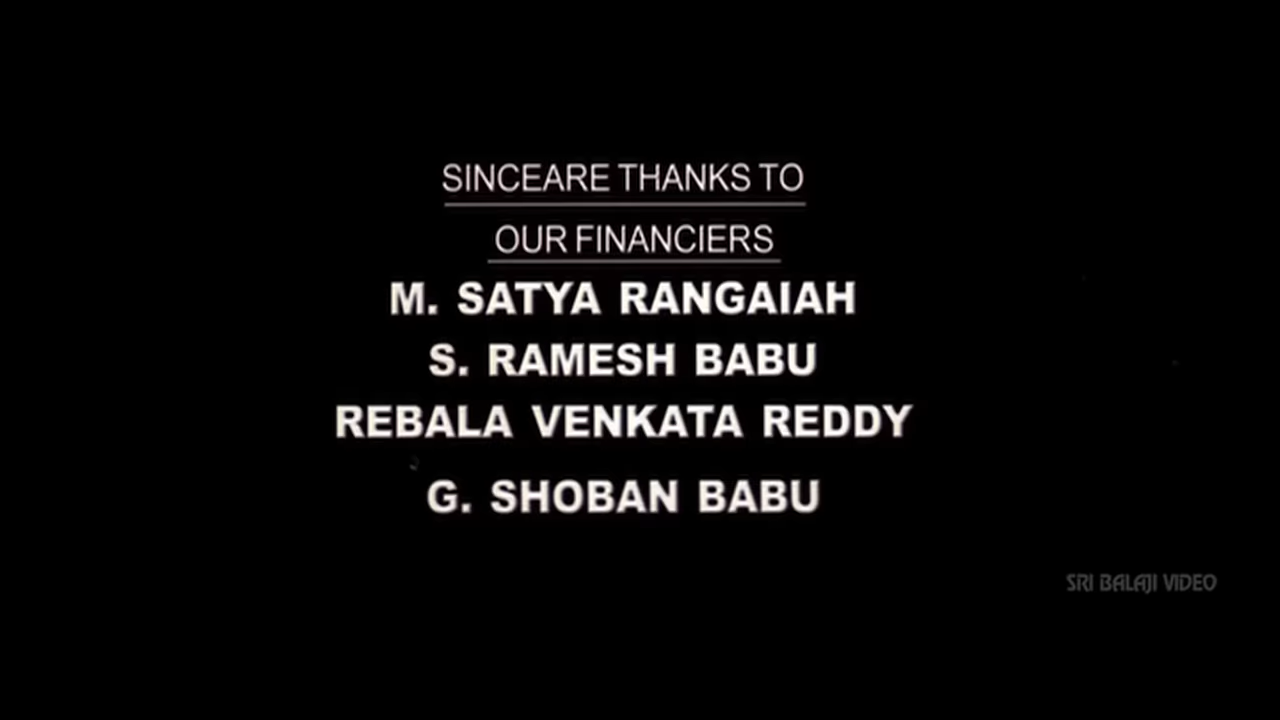 SINCEARE THANKS TO
OUR FINANCIERS
M. SATYA RANGAIAH
S. RAMESH BABU
REBALA VENKATA REDDY
G. SHOBAN BABU
SRI BALAJI VIDEO